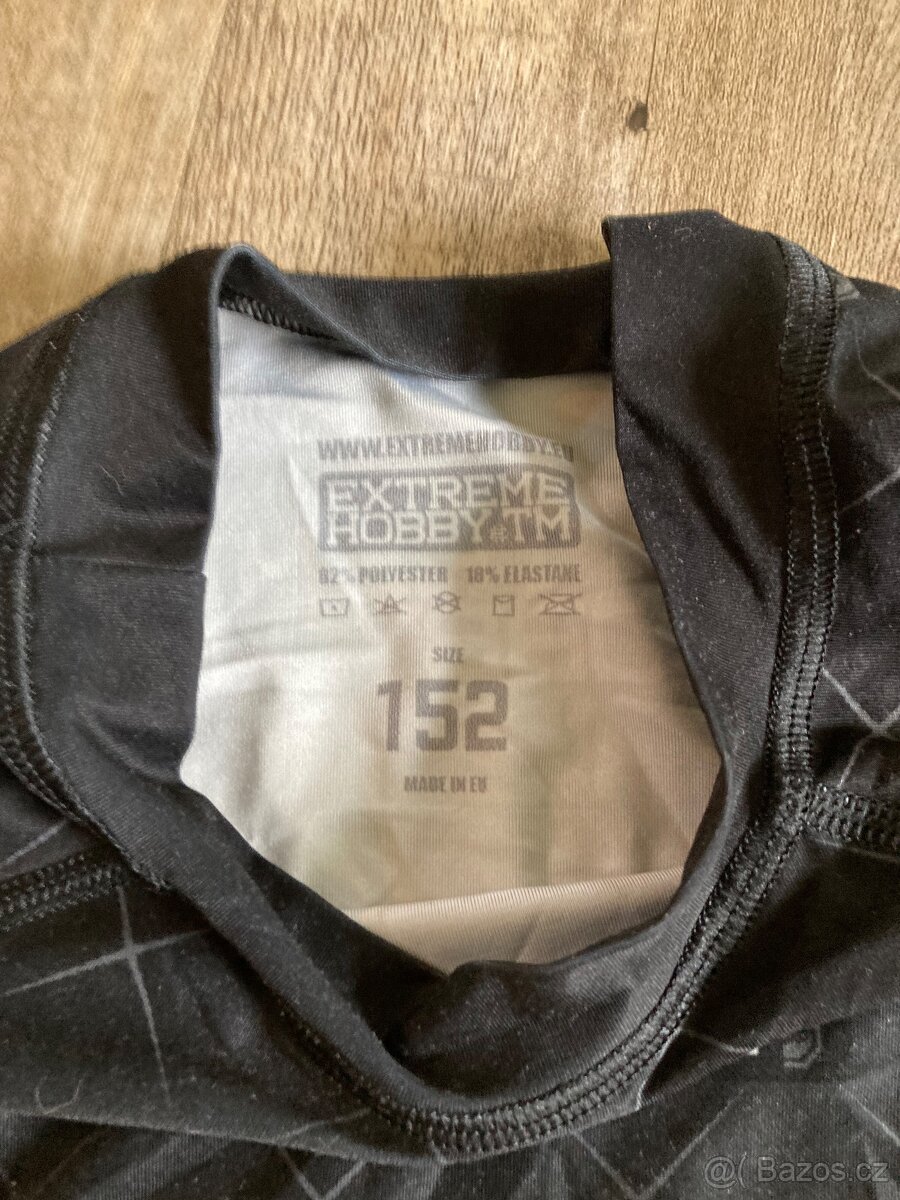 WWW.EXTREMEHOBBY.EU
EXTREME
HOBBY.TM
82% POLYESTER 18% ELASTANE
SIZE
152
MADE IN EU
@( Bazos.cz